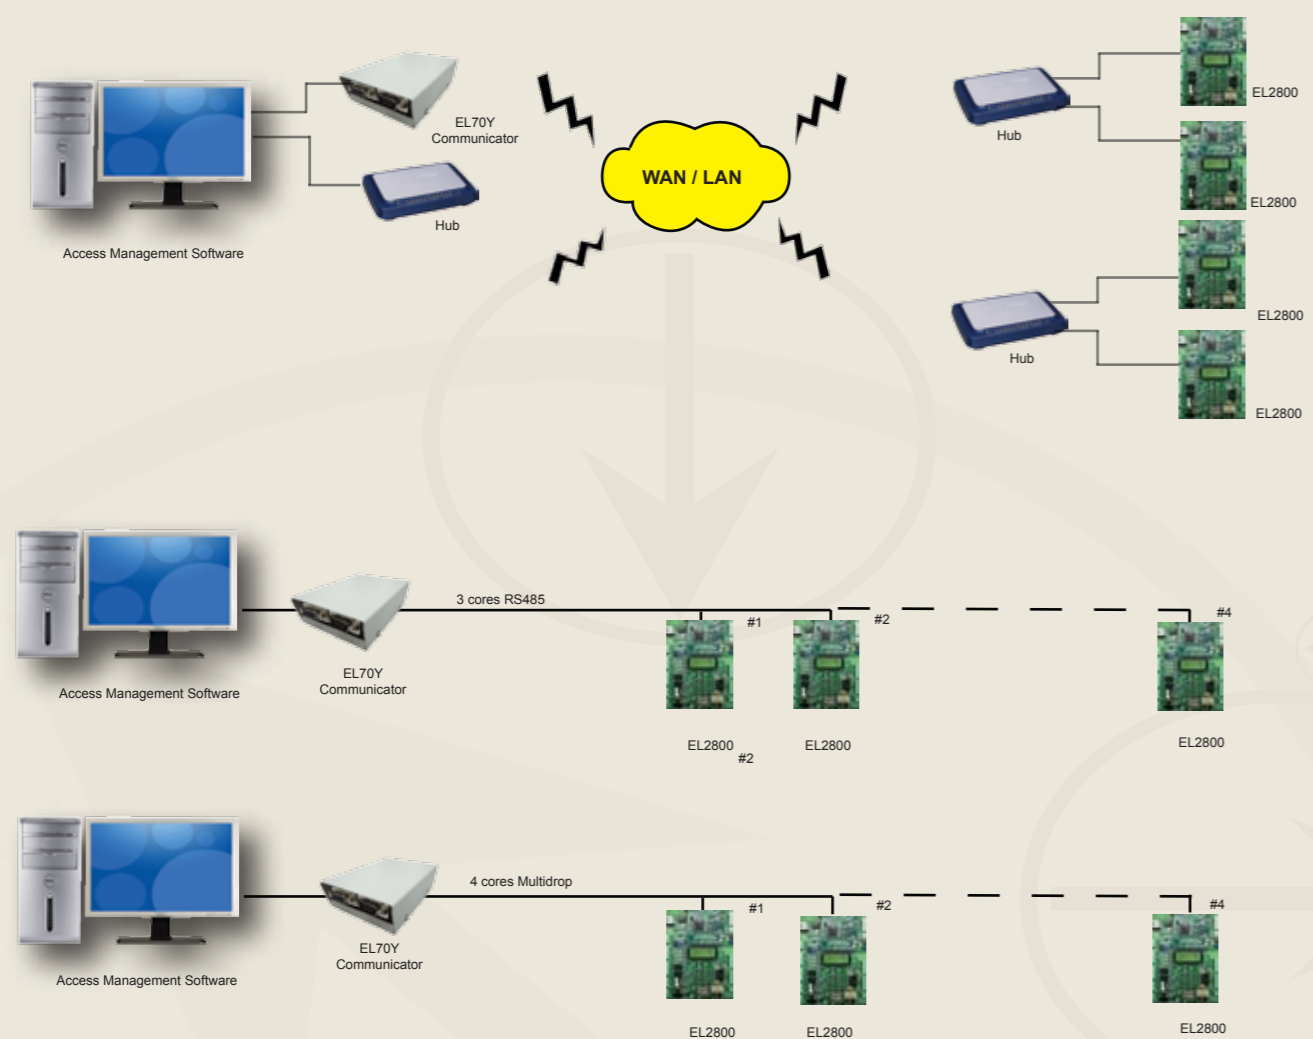 EL2800
EL70Y
Communicator
Hub
WAN / LAN
EL2800
Hub
Access Management Software
EL2800
Hub
EL2800
3 cores RS485
#1
#2
#4
EL70Y
Communicator
Access Management Software
EL2800
#2
EL2800
EL2800
4 cores Multidrop
#1
#2
#4
EL70Y
Communicator
Access Management Software
EL2800
EL2800
EL2800